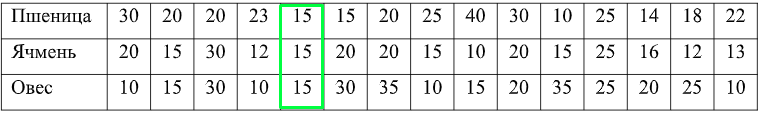 Пшеница 30 20 20 23 15 15 20 25 40 30 10 25 14 18 22
Ячмень 20 15 30 12 15 20 20 15 10 20 15 25 16 12 13
Овес 10 15 30 10 15 30 35 10 15 20 35 25 20 25 10